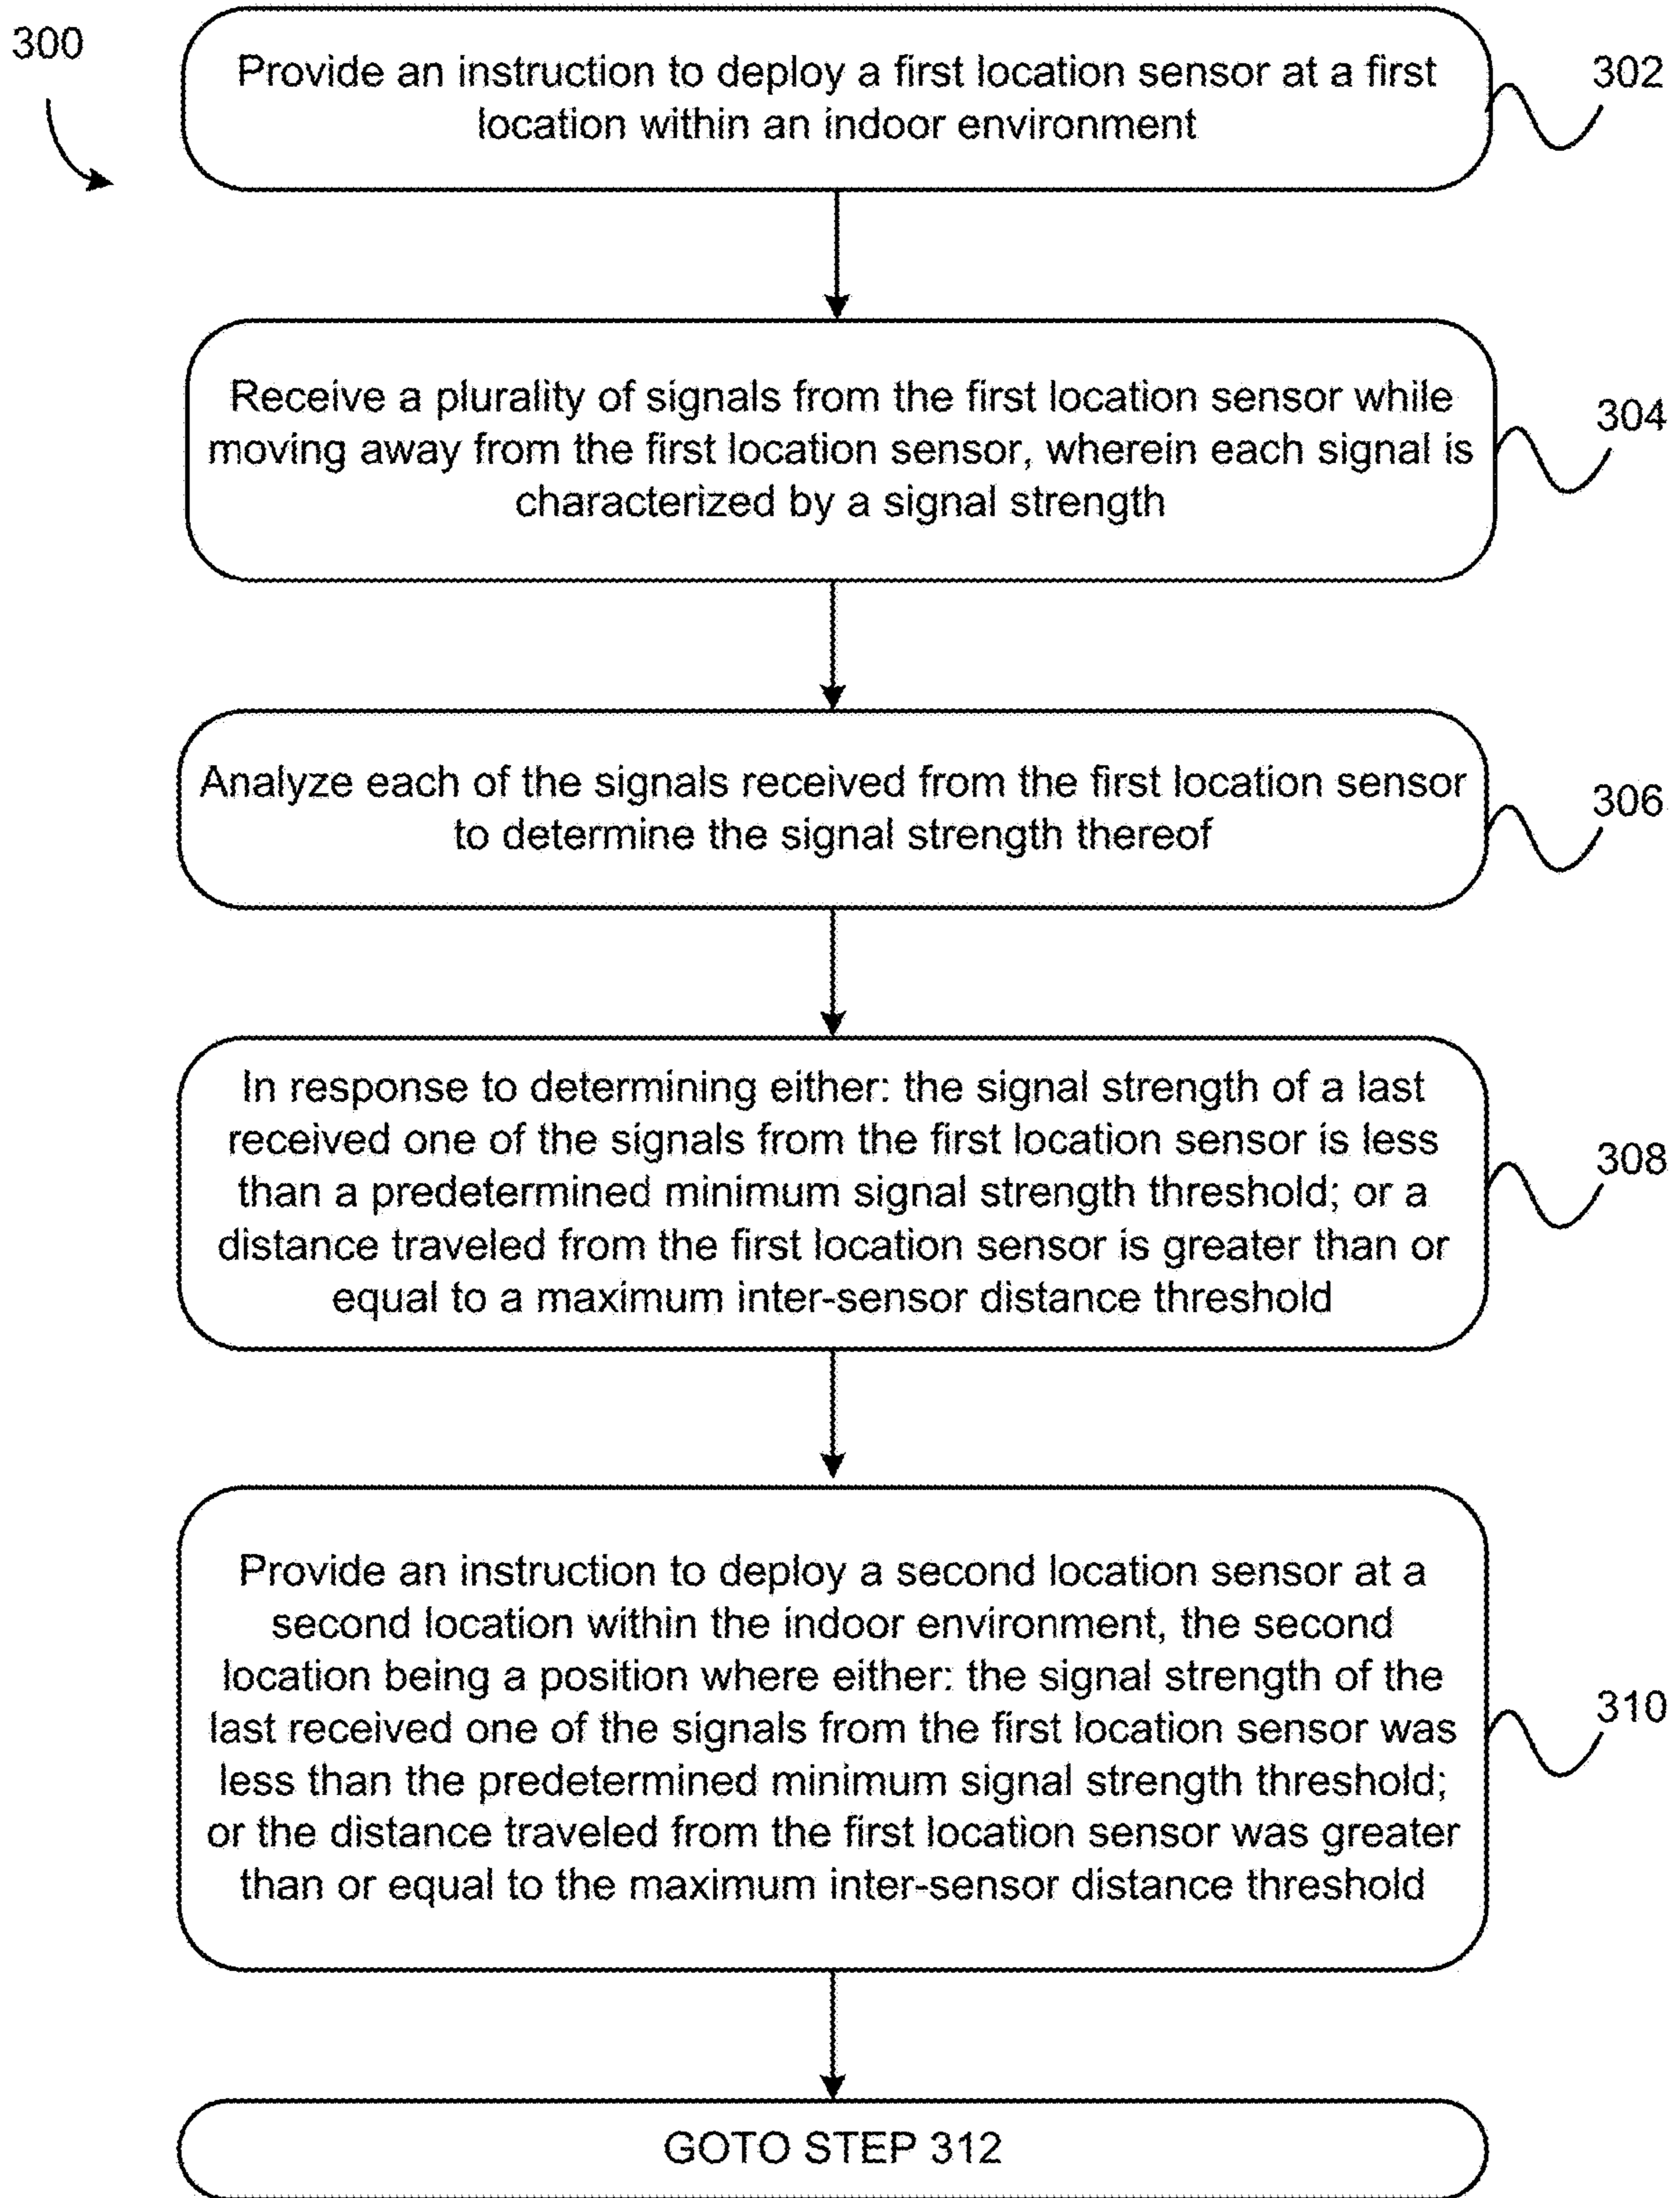 300
Provide an instruction to deploy a first location sensor at a first
location within an indoor environment
302
Receive a plurality of signals from the first location sensor while
moving away from the first location sensor, wherein each signal is
characterized by a signal strength
304
Analyze each of the signals received from the first location sensor
to determine the signal strength thereof
306
In response to determining either: the signal strength of a last
received one of the signals from the first location sensor is less
than a predetermined minimum signal strength threshold; or a
distance traveled from the first location sensor is greater than or
equal to a maximum inter-sensor distance threshold
308
Provide an instruction to deploy a second location sensor at a
second location within the indoor environment, the second
location being a position where either: the signal strength of the
last received one of the signals from the first location sensor was
less than the predetermined minimum signal strength threshold;
or the distance traveled from the first location sensor was greater
than or equal to the maximum inter-sensor distance threshold
310
GOTO STEP 312